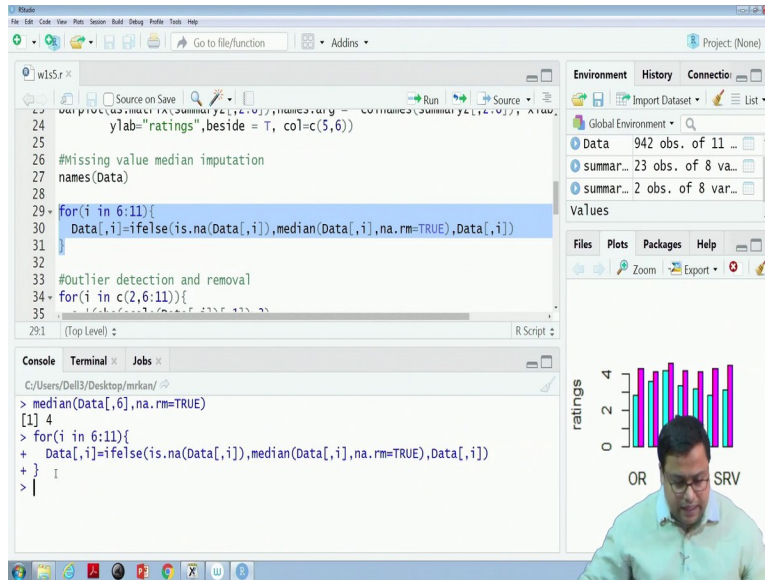 RStudio
File Edit Code View Plots Session Build Debug Profile Tools Help
Go to file/function Addins Project: (None)
w1s5.r
Source on Save Run Source
24 ylab="ratings",beside = T, col=c(5,6))
25
26 #Missing value median imputation
27 names(Data)
28
29 for(i in 6:11){
30 Data[,i]=ifelse(is.na(Data[,i]),median(Data[,i],na.rm=TRUE),Data[,i])
31 }
32
33 #Outlier detection and removal
34 for(i in c(2,6:11)){
35
29:1 (Top Level) R Script
Console Terminal Jobs
C:/Users/Dell3/Desktop/mrkan/
> median(Data[,6],na.rm=TRUE)
[1] 4
> for(i in 6:11){
+ Data[,i]=ifelse(is.na(Data[,i]),median(Data[,i],na.rm=TRUE),Data[,i])
+ }
>
Environment History Connectio
Import Dataset List
Global Environment
Data 942 obs. of 11 ...
summar… 23 obs. of 8 va…
summar… 2 obs. of 8 var…
Values
Files Plots Packages Help
Zoom Export
ratings
4
2
0
OR SRV